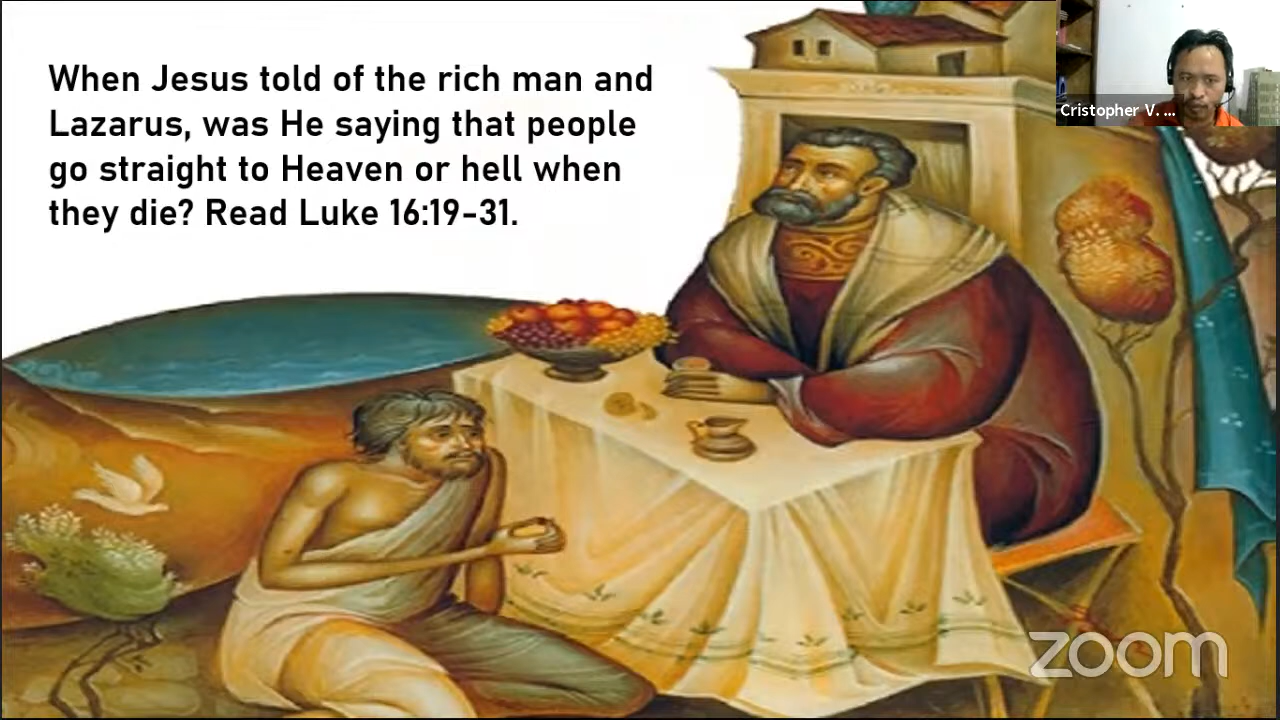 When Jesus told of the rich man and
Lazarus, was He saying that people
go straight to Heaven or hell when
they die? Read Luke 16:19-31.
Cristopher V. ...
zoom